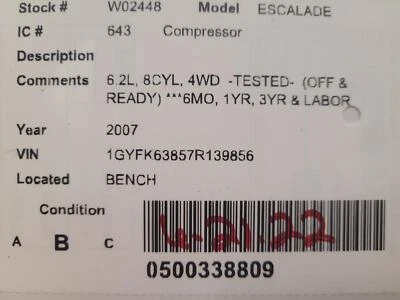 Stock # W02448 Model ESCALADE
IC # 643 Compressor
Description
Comments 6.2L, 8CYL, 4WD -TESTED- (OFF &
READY) ***6MO, 1YR, 3YR & LABOR
Year 2007
VIN 1GYFK63857R139856
Located BENCH
Condition
A B C
6-21-22
0500338809